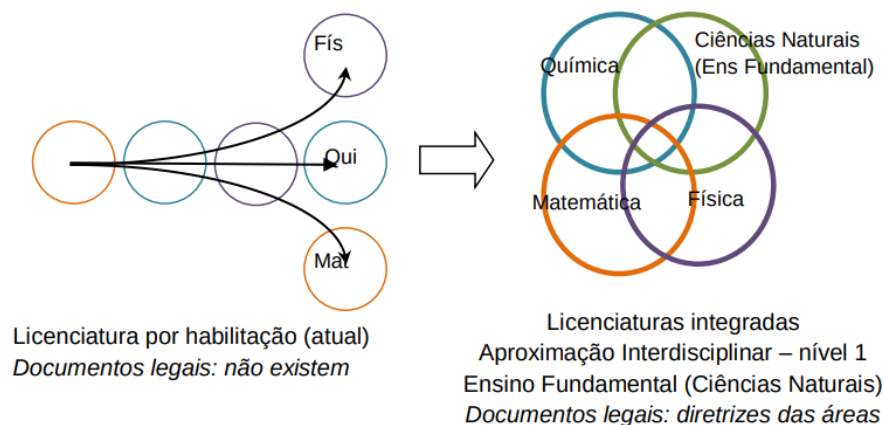 Fís
Qui
Mat
Licenciatura por habilitação (atual)
Documentos legais: não existem
Química
Ciências Naturais
(Ens Fundamental)
Matemática
Física
Licenciaturas integradas
Aproximação Interdisciplinar – nível 1
Ensino Fundamental (Ciências Naturais)
Documentos legais: diretrizes das áreas